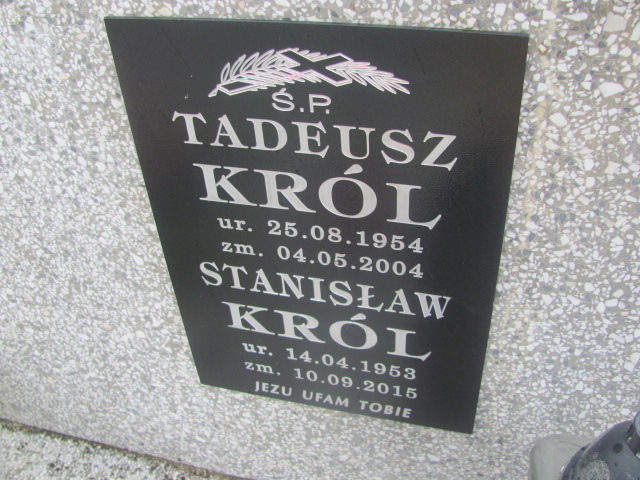 Ś.P.
TADEUSZ
KRÓL
ur. 25.08.1954
zm. 04.05.2004
STANISŁAW
KRÓL
ur. 14.04.1953
zm. 10.09.2015
JEZU UFAM TOBIE